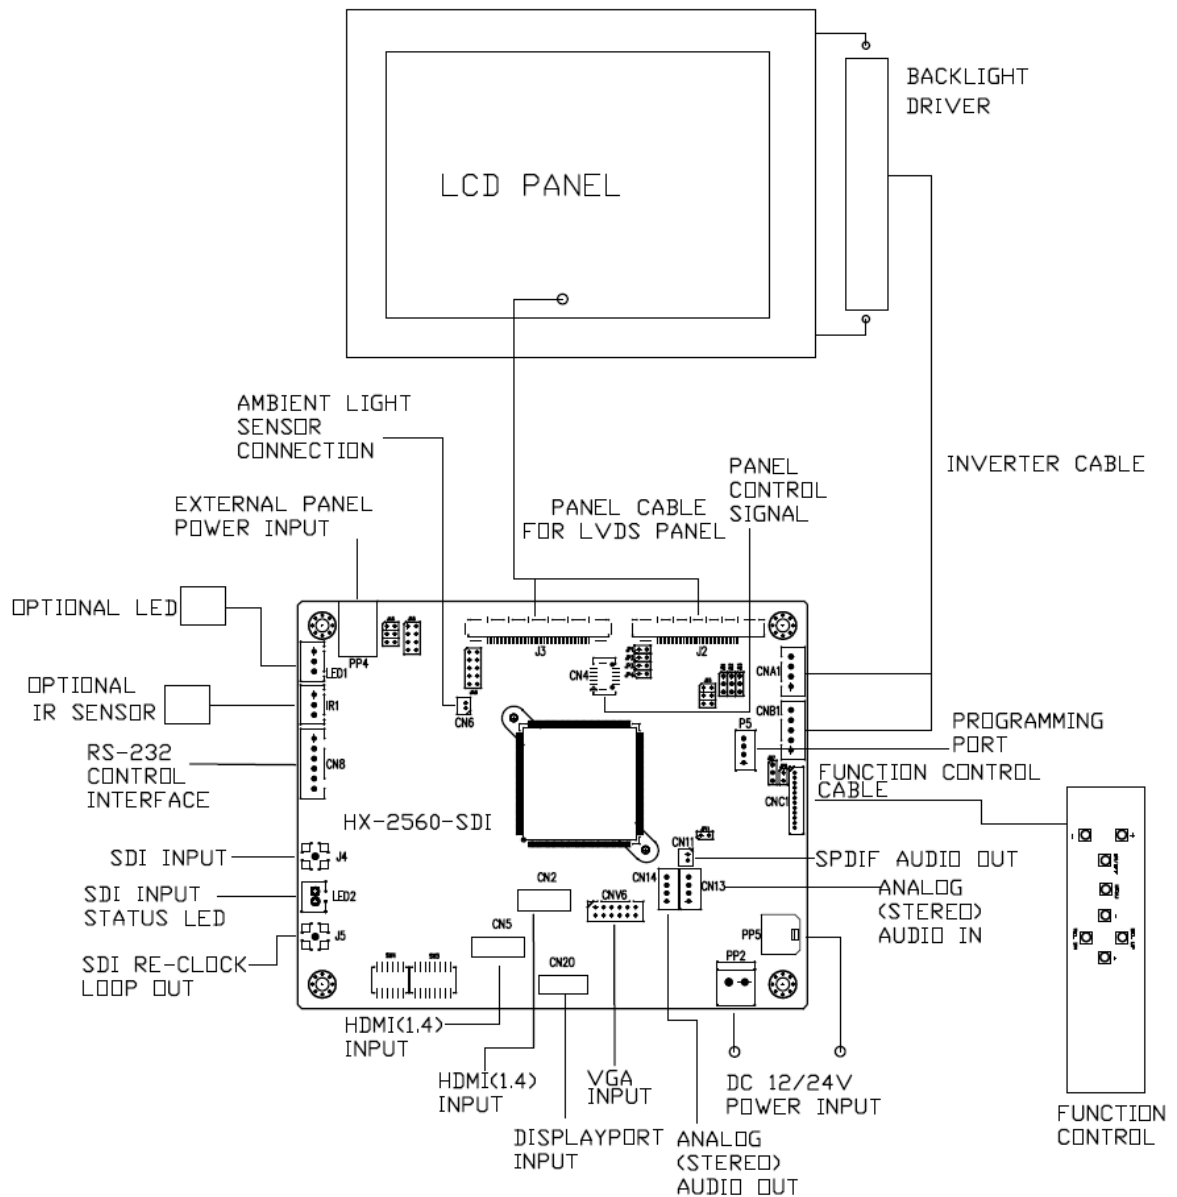 BACKLIGHT
DRIVER
LCD PANEL
AMBIENT LIGHT
SENSOR
CONNECTION
PANEL
CONTROL
SIGNAL
INVERTER CABLE
EXTERNAL PANEL
POWER INPUT
PANEL CABLE
FOR LVDS PANEL
OPTIONAL LED
PP4
J3
J2
LED1
CN4
CNA1
OPTIONAL
IR SENSOR
IR1
CN6
CNB1
P5
PROGRAMMING
PORT
RS-232
CONTROL
INTERFACE
CN8
FUNCTION CONTROL
CABLE
CNC1
HX-2560-SDI
SDI INPUT
J4
CN11
SPDIF AUDIO OUT
SDI INPUT
STATUS LED
LED2
CN2
CNV6
CN14
CN13
ANALOG
(STEREO)
AUDIO IN
J5
CN5
PP5
SDI RE-CLOCK
LOOP OUT
CN20
PP2
HDMI(1.4)
INPUT
HDMI(1.4)
INPUT
VGA
INPUT
DC 12/24V
POWER INPUT
DISPLAYPORT
INPUT
ANALOG
(STEREO)
AUDIO OUT
FUNCTION
CONTROL